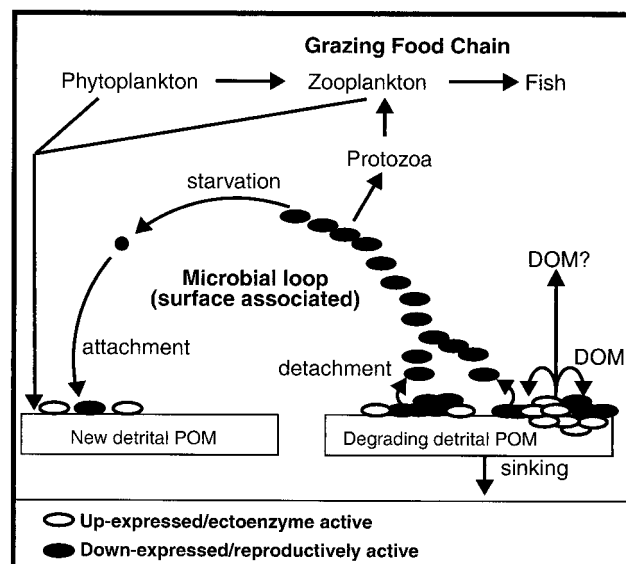 Grazing Food Chain
Phytoplankton Zooplankton Fish
Protozoa
starvation
DOM?
Microbial loop
(surface associated)
attachment
detachment
DOM
New detrital POM
Degrading detrital POM
sinking
Up-expressed/ectoenzyme active
Down-expressed/reproductively active